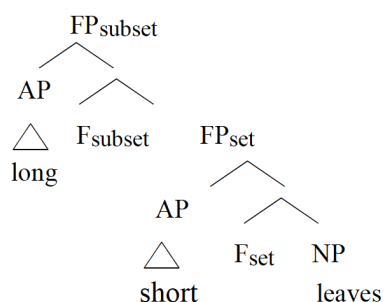 FPsubset
AP
Fsubset FPset
long
AP
Fset NP
short leaves